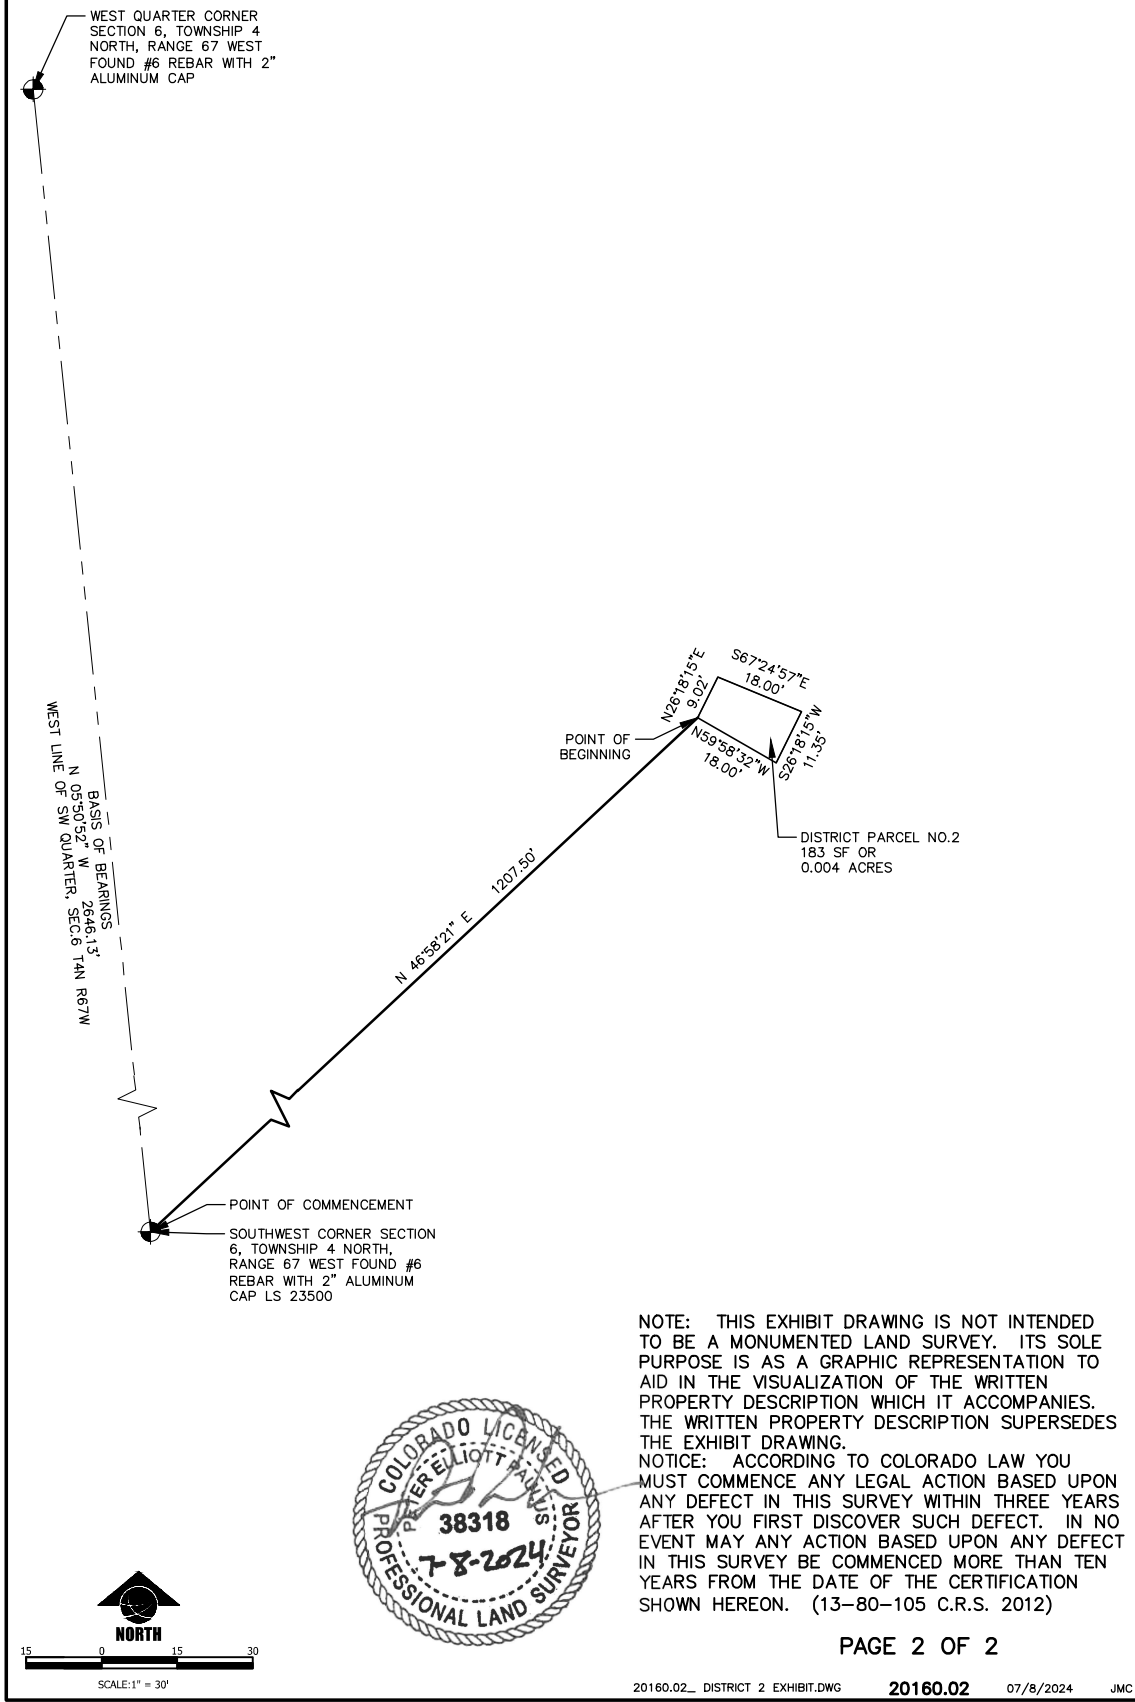 WEST QUARTER CORNER
SECTION 6, TOWNSHIP 4
NORTH, RANGE 67 WEST
FOUND #6 REBAR WITH 2"
ALUMINUM CAP
S67°24'57"E
18.00'
N26°18'15"E
9.02'
S26°18'15"W
11.35'
N59°58'32"W
18.00'
POINT OF
BEGINNING
DISTRICT PARCEL NO.2
183 SF OR
0.004 ACRES
BASIS OF BEARINGS
N 05°50'52" W 2646.13'
WEST LINE OF SW QUARTER, SEC.6 T4N R67W
N 46°58'21" E 1207.50'
POINT OF COMMENCEMENT
SOUTHWEST CORNER SECTION
6, TOWNSHIP 4 NORTH,
RANGE 67 WEST FOUND #6
REBAR WITH 2" ALUMINUM
CAP LS 23500
NOTE: THIS EXHIBIT DRAWING IS NOT INTENDED
TO BE A MONUMENTED LAND SURVEY. ITS SOLE
PURPOSE IS AS A GRAPHIC REPRESENTATION TO
AID IN THE VISUALIZATION OF THE WRITTEN
PROPERTY DESCRIPTION WHICH IT ACCOMPANIES.
THE WRITTEN PROPERTY DESCRIPTION SUPERSEDES
THE EXHIBIT DRAWING.
NOTICE: ACCORDING TO COLORADO LAW YOU
MUST COMMENCE ANY LEGAL ACTION BASED UPON
ANY DEFECT IN THIS SURVEY WITHIN THREE YEARS
AFTER YOU FIRST DISCOVER SUCH DEFECT. IN NO
EVENT MAY ANY ACTION BASED UPON ANY DEFECT
IN THIS SURVEY BE COMMENCED MORE THAN TEN
YEARS FROM THE DATE OF THE CERTIFICATION
SHOWN HEREON. (13-80-105 C.R.S. 2012)
COLORADO LICENSED
PETER ELLIOTT PAULUS
38318
7-8-2024
PROFESSIONAL LAND SURVEYOR
NORTH
15 0 15 30
SCALE:1" = 30'
PAGE 2 OF 2
20160.02_ DISTRICT 2 EXHIBIT.DWG 20160.02 07/8/2024 JMC